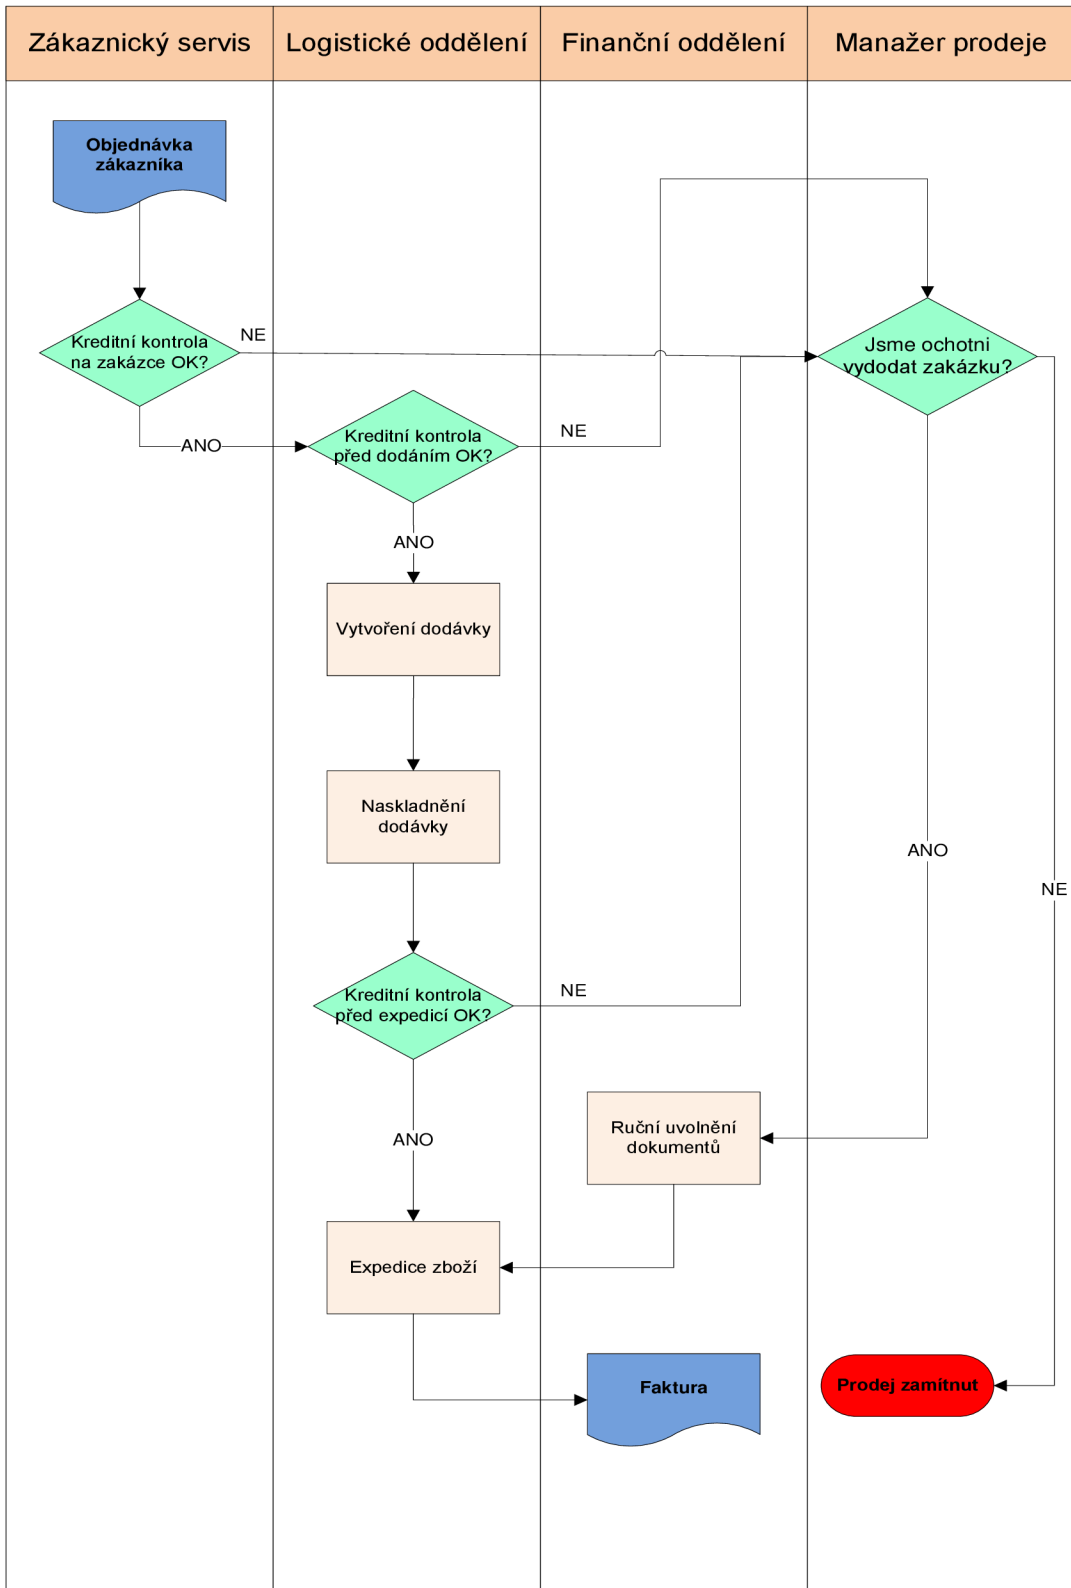 Zákaznický servis
Logistické oddělení
Finanční oddělení
Manažer prodeje
Objednávka
zákazníka
Kreditní kontrola
na zakázce OK?
NE
Jsme ochotni
vydodat zakázku?
ANO
Kreditní kontrola
před dodáním OK?
NE
ANO
Vytvoření dodávky
Naskladnění
dodávky
ANO
NE
Kreditní kontrola
před expedicí OK?
NE
ANO
Ruční uvolnění
dokumentů
Expedice zboží
Faktura
Prodej zamítnut